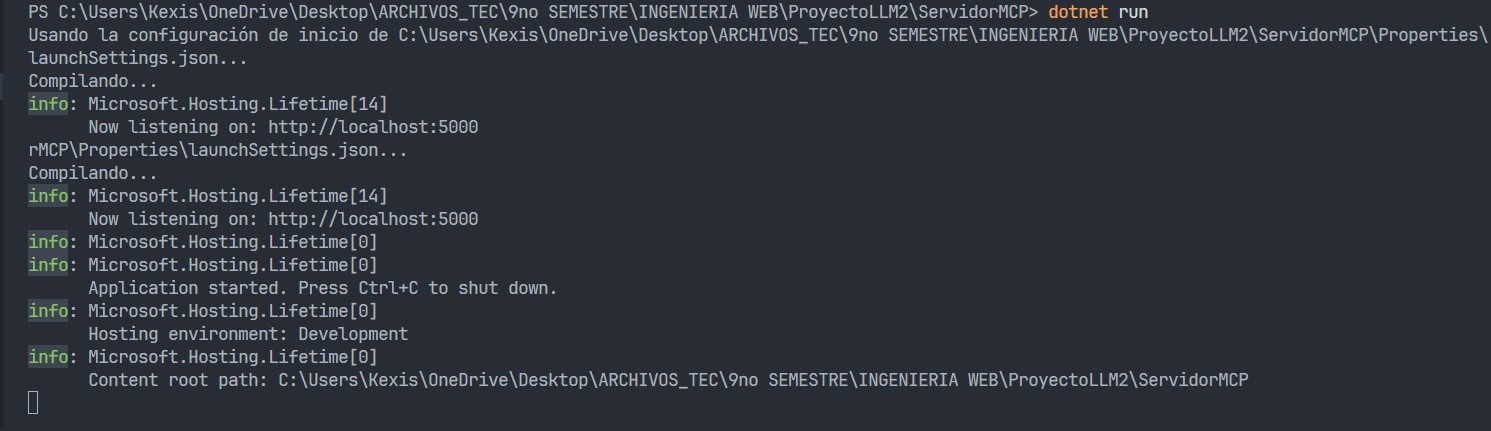 PS C:\Users\Kexis\OneDrive\Desktop\ARCHIVOS_TEC\9no SEMESTRE\INGENIERIA WEB\ProyectoLLM2\ServidorMCP> dotnet run
Usando la configuración de inicio de C:\Users\Kexis\OneDrive\Desktop\ARCHIVOS_TEC\9no SEMESTRE\INGENIERIA WEB\ProyectoLLM2\ServidorMCP\Properties\
launchSettings.json...
Compilando...
info: Microsoft.Hosting.Lifetime[14]
      Now listening on: http://localhost:5000
rMCP\Properties\launchSettings.json...
Compilando...
info: Microsoft.Hosting.Lifetime[14]
      Now listening on: http://localhost:5000
info: Microsoft.Hosting.Lifetime[0]
info: Microsoft.Hosting.Lifetime[0]
      Application started. Press Ctrl+C to shut down.
info: Microsoft.Hosting.Lifetime[0]
      Hosting environment: Development
info: Microsoft.Hosting.Lifetime[0]
      Content root path: C:\Users\Kexis\OneDrive\Desktop\ARCHIVOS_TEC\9no SEMESTRE\INGENIERIA WEB\ProyectoLLM2\ServidorMCP